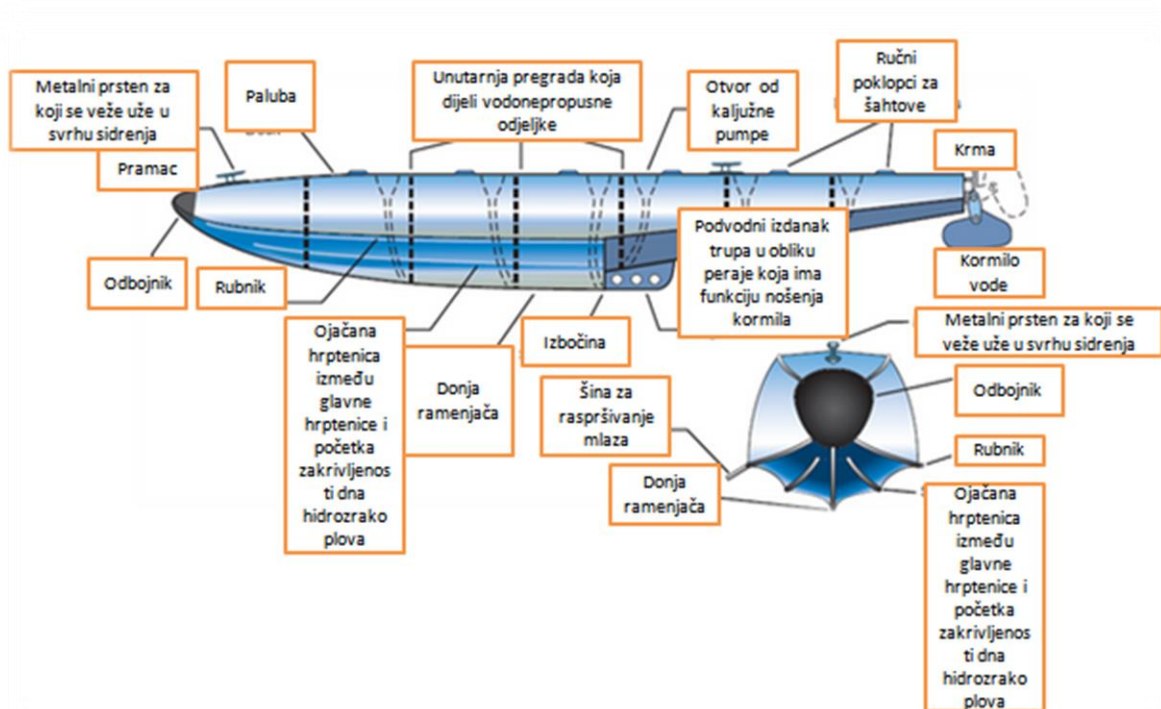 Metalni prsten za
koji se veže uže u
svrhu sidrenja
Pramac
Paluba
Unutarnja pregrada koja
dijeli vodonepropusne
odjeljke
Otvor od
kaljužne
pumpe
Ručni
poklopci za
šahtove
Krma
Odbojnik
Rubnik
Podvodni izdanak
trupa u obliku
peraje koja ima
funkciju nošenja
kormila
Kormilo
vode
Ojačana
hrptenica
između
glavne
hrptenice i
početka
zakrivljenos
ti dna
hidrozrako
plova
Donja
ramenjača
Izbočina
Šina za
raspršivanje
mlaza
Donja
ramenjača
Metalni prsten za koji se
veže uže u svrhu sidrenja
Odbojnik
Rubnik
Ojačana
hrptenica
između
glavne
hrptenice i
početka
zakrivljenos
ti dna
hidrozrako
plova